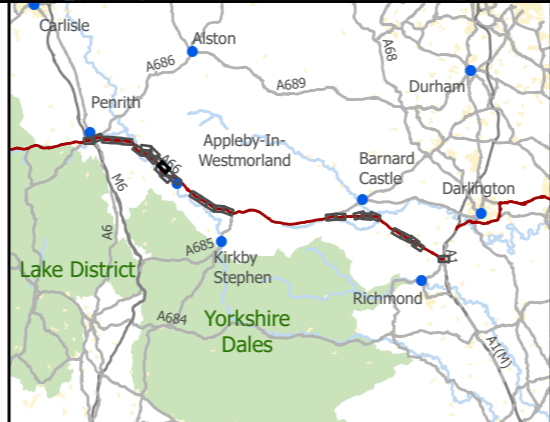 Carlisle
Alston
A686
A68
A689
Durham
Penrith
Appleby-In-
Westmorland
A66
Barnard
Castle
Darlington
M6
A6
A685
Kirkby
Stephen
A1
Lake District
Richmond
A684
Yorkshire
Dales
A1(M)